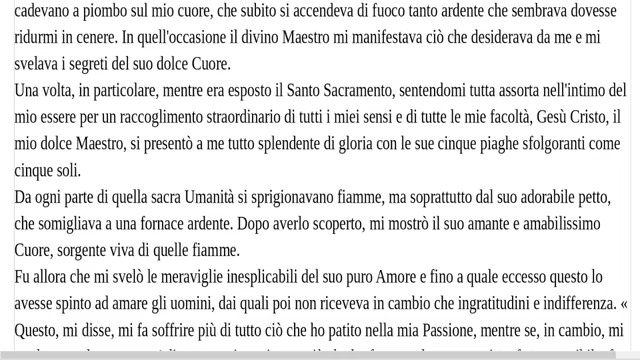 cadevano a piombo sul mio cuore, che subito si accendeva di fuoco tanto ardente che sembrava dovesse
ridurmi in cenere. In quell'occasione il divino Maestro mi manifestava ciò che desiderava da me e mi
svelava i segreti del suo dolce Cuore.
Una volta, in particolare, mentre era esposto il Santo Sacramento, sentendomi tutta assorta nell'intimo del
mio essere per un raccoglimento straordinario di tutti i miei sensi e di tutte le mie facoltà, Gesù Cristo, il
mio dolce Maestro, si presentò a me tutto splendente di gloria con le sue cinque piaghe sfolgoranti come
cinque soli.
Da ogni parte di quella sacra Umanità si sprigionavano fiamme, ma soprattutto dal suo adorabile petto,
che somigliava a una fornace ardente. Dopo averlo scoperto, mi mostrò il suo amante e amabilissimo
Cuore, sorgente viva di quelle fiamme.
Fu allora che mi svelò le meraviglie inesplicabili del suo puro Amore e fino a quale eccesso questo lo
avesse spinto ad amare gli uomini, dai quali poi non riceveva in cambio che ingratitudini e indifferenza. «
Questo, mi disse, mi fa soffrire più di tutto ciò che ho patito nella mia Passione, mentre se, in cambio, mi